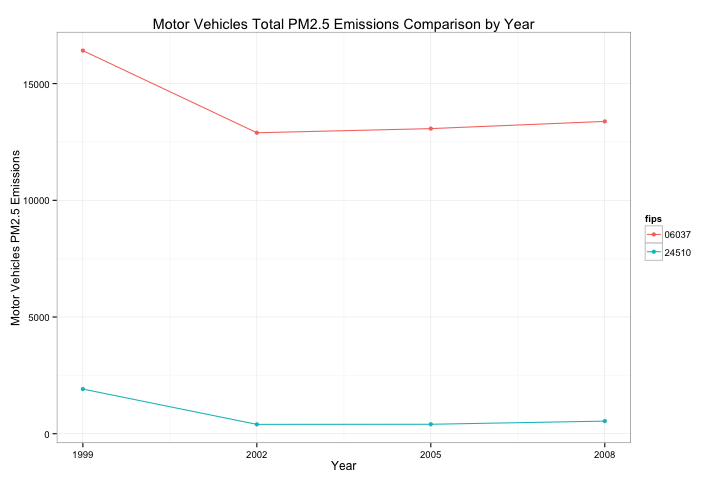 Motor Vehicles Total PM2.5 Emissions Comparison by Year
Motor Vehicles PM2.5 Emissions
15000
10000
5000
0
1999 2002 2005 2008
Year
fips
06037
24510